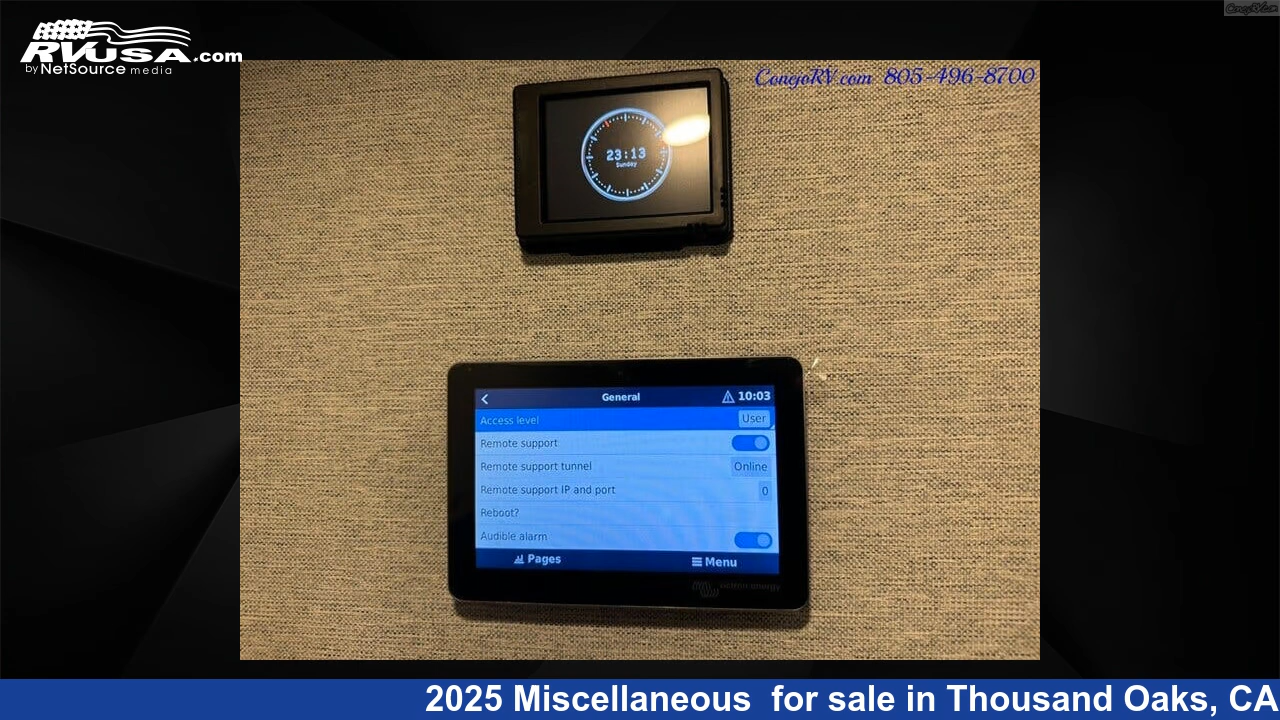 RVUSA.com
by NetSource media
ConejoRV.com 805-496-8700
23:13
Sunday
General
10:03
Access level
User
Remote support
Remote support tunnel
Online
Remote support IP and port
0
Reboot?
Audible alarm
Pages
Menu
victron energy
2025 Miscellaneous for sale in Thousand Oaks, CA